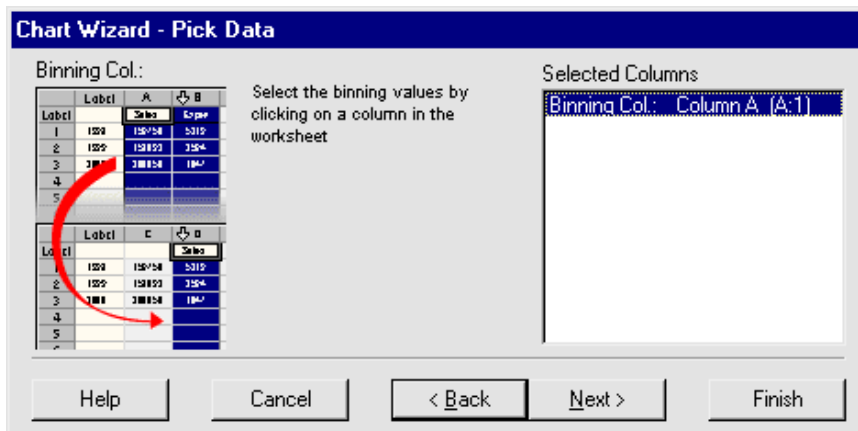 Chart Wizard - Pick Data
Binning Col.:
Select the binning values by
clicking on a column in the
worksheet
Selected Columns
Binning Col.: Column A (A:1)
Label A B
Label Sales
1
2
3
4
5
Label C D
Sales
2
3
4
5
Help
Cancel
< Back
Next >
Finish